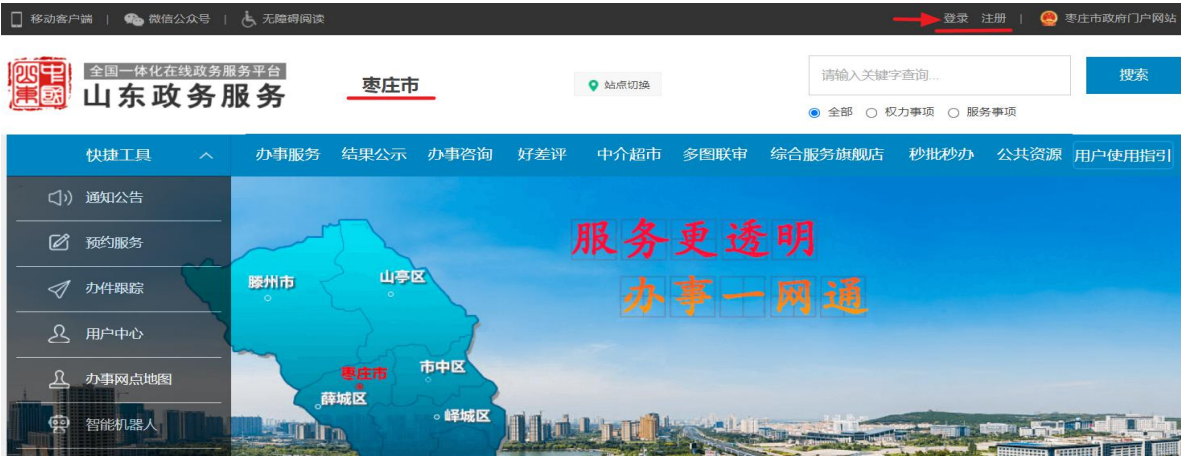 移动客户端 | 微信公众号 | 无障碍阅读 登录 注册 | 枣庄市政府门户网站
山东 中国
全国一体化在线政务服务平台
山东政务服务
枣庄市
站点切换
请输入关键字查询... 搜索
全部 权力事项 服务事项
快捷工具 办事服务 结果公示 办事咨询 好差评 中介超市 多图联审 综合服务旗舰店 秒批秒办 公共资源 用户使用指引
通知公告
预约服务
办件跟踪
用户中心
办事网点地图
智能机器人
服务更透明
办事一网通
滕州市
山亭区
枣庄市
市中区
薛城区
峄城区